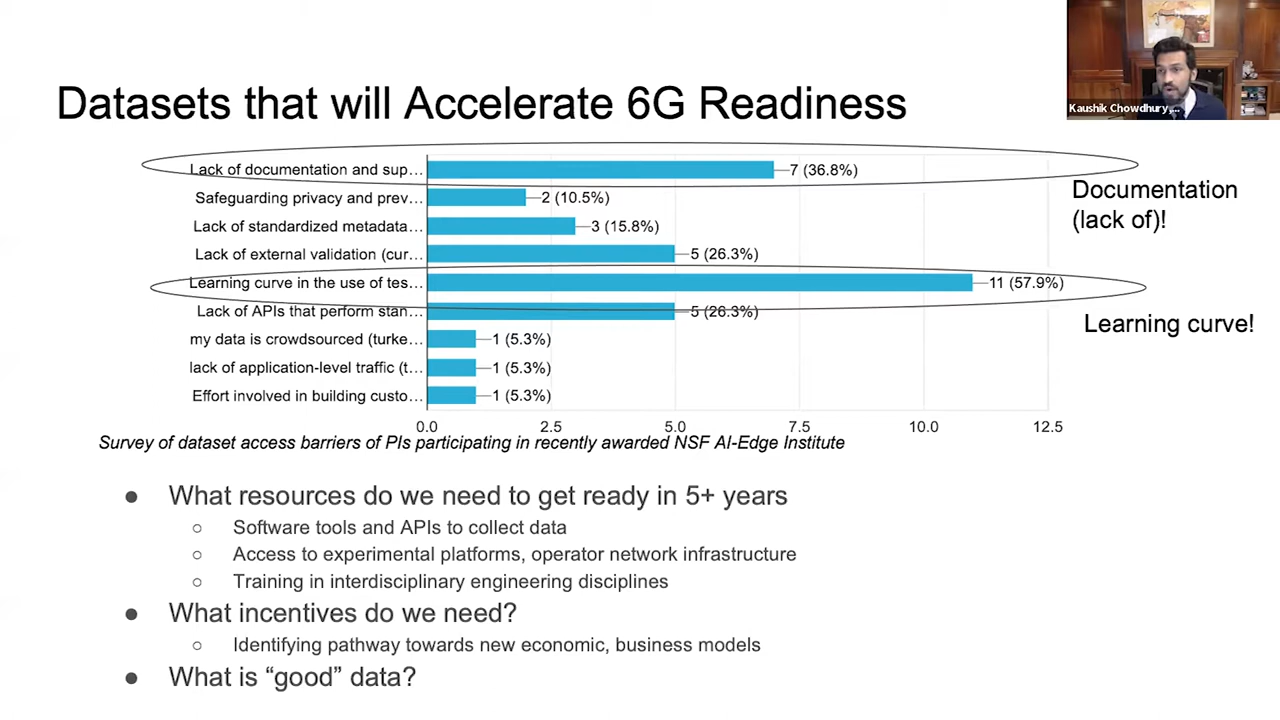 Kaushik Chowdhury,...
Datasets that will Accelerate 6G Readiness
Lack of documentation and sup... 7 (36.8%)
Documentation
(lack of)!
Safeguarding privacy and prev... 2 (10.5%)
Lack of standardized metadata... 3 (15.8%)
Lack of external validation (cur... 5 (26.3%)
Learning curve in the use of tes... 11 (57.9%)
Learning curve!
Lack of APIs that perform stan... 5 (26.3%)
my data is crowdsourced (turke... 1 (5.3%)
lack of application-level traffic (t... 1 (5.3%)
Effort involved in building custo... 1 (5.3%)
0.0 2.5 5.0 7.5 10.0 12.5
Survey of dataset access barriers of PIs participating in recently awarded NSF AI-Edge Institute
● What resources do we need to get ready in 5+ years
○ Software tools and APIs to collect data
○ Access to experimental platforms, operator network infrastructure
○ Training in interdisciplinary engineering disciplines
● What incentives do we need?
○ Identifying pathway towards new economic, business models
● What is “good” data?